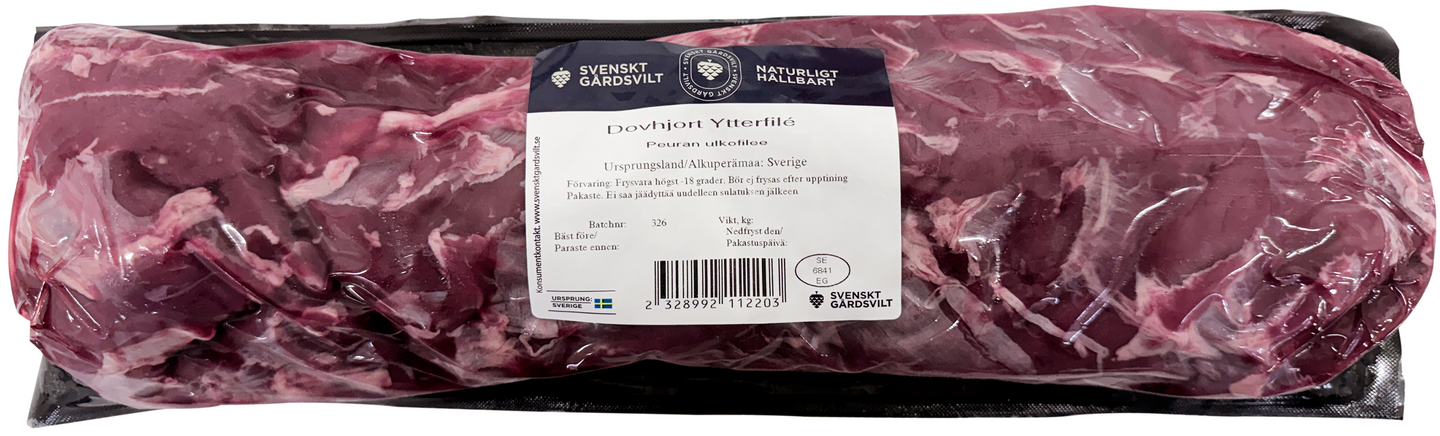 SVENSKT
GÅRDSVILT
SVENSKT GÅRDSVILT · SVENSKT GÅRDSVILT ·
NATURLIGT
HÅLLBART
Dovhjort Ytterfilé
Peuran ulkofilee
Ursprungsland/Alkuperämaa: Sverige
Förvaring: Frysvara högst -18 grader. Bör ej frysas efter upptining
Pakaste. Ei saa jäädyttää uudelleen sulatuksen jälkeen
Konsumentkontakt. www.svensktgardsvilt.se
Batchnr: 326
Bäst före/
Paraste ennen:
Vikt, kg:
Nedfryst den/
Pakastuspäivä:
URSPRUNG:
SVERIGE
2 328992 112203
SE
6841
EG
SVENSKT
GÅRDSVILT